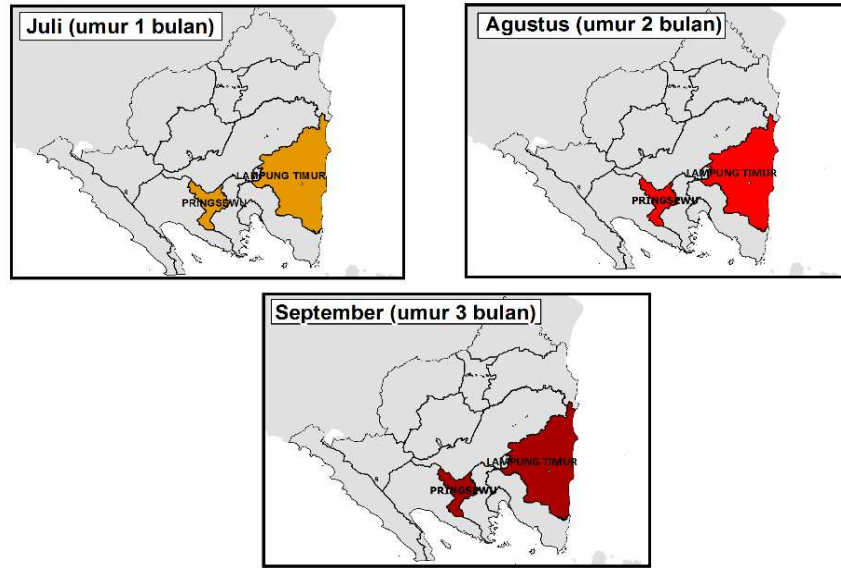 Juli (umur 1 bulan)
LAMPUNG TIMUR
PRINGSEWU
Agustus (umur 2 bulan)
LAMPUNG TIMUR
PRINGSEWU
September (umur 3 bulan)
LAMPUNG TIMUR
PRINGSEWU